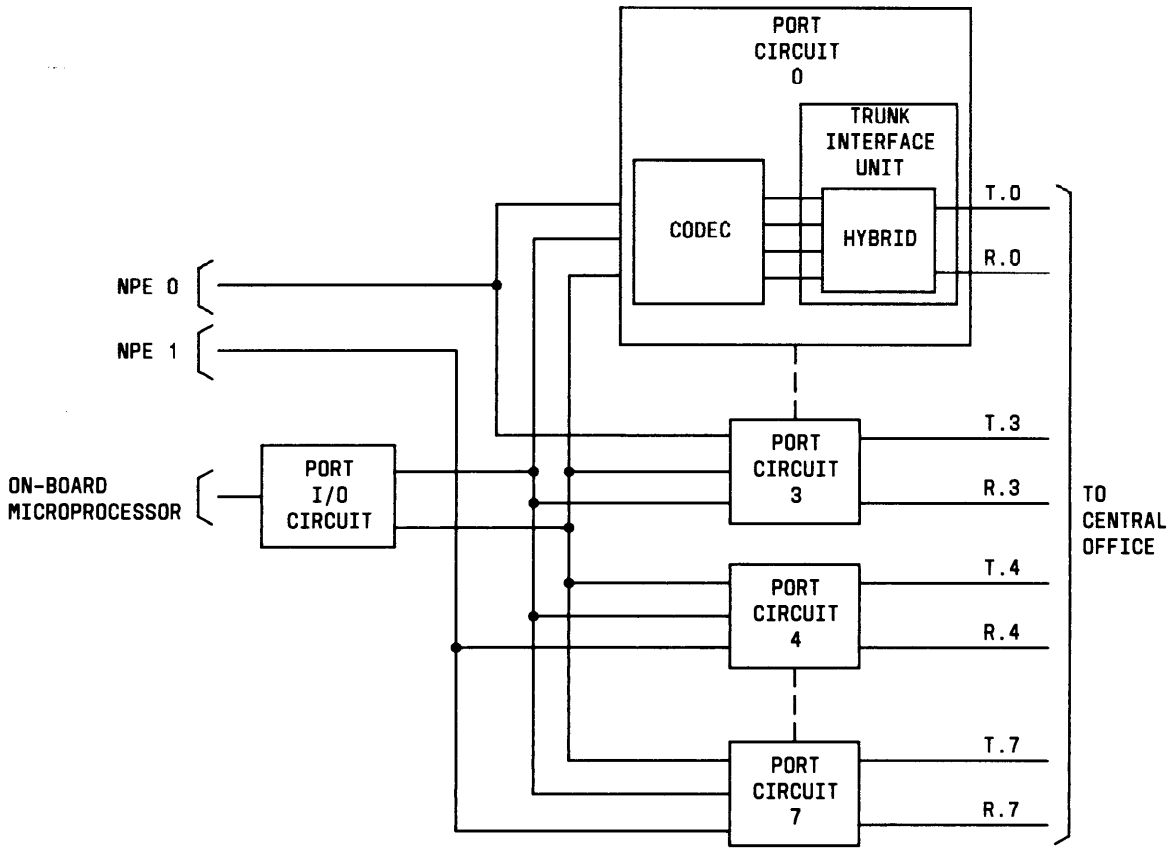 PORT
CIRCUIT
0
TRUNK
INTERFACE
UNIT
CODEC
HYBRID
T.0
R.0
NPE 0
NPE 1
ON-BOARD
MICROPROCESSOR
PORT
I/O
CIRCUIT
PORT
CIRCUIT
3
T.3
R.3
TO
CENTRAL
OFFICE
PORT
CIRCUIT
4
T.4
R.4
PORT
CIRCUIT
7
T.7
R.7